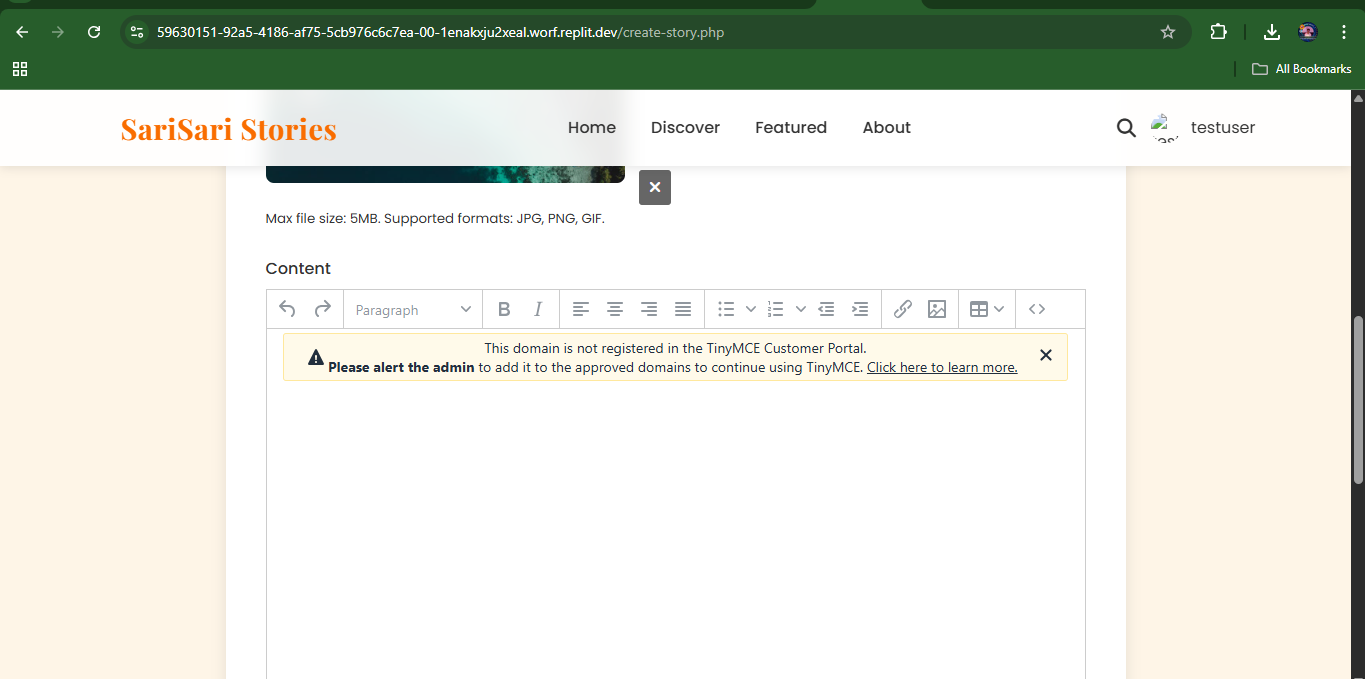 59630151-92a5-4186-af75-5cb976c6c7ea-00-1enakxju2xeal.worf.replit.dev/create-story.php
All Bookmarks
SariSari Stories
Home Discover Featured About
testuser
Max file size: 5MB. Supported formats: JPG, PNG, GIF.
Content
Paragraph B I
This domain is not registered in the TinyMCE Customer Portal.
Please alert the admin to add it to the approved domains to continue using TinyMCE. Click here to learn more.